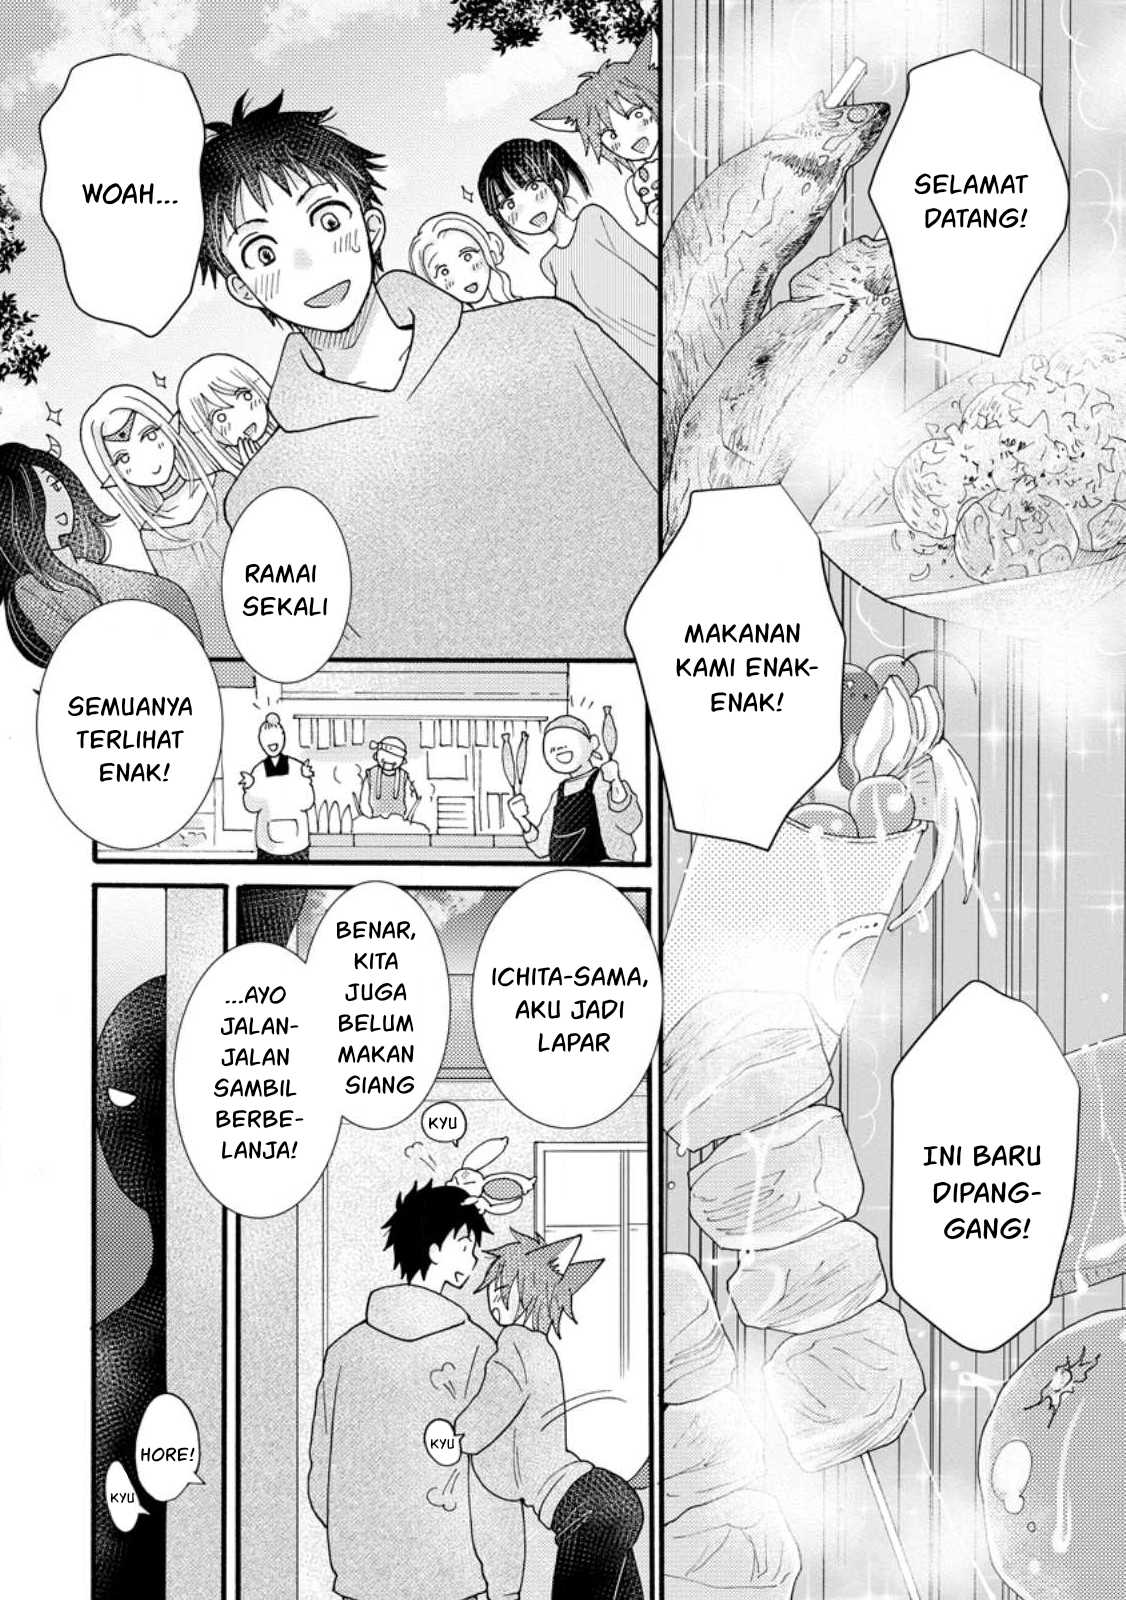 SELAMAT
DATANG!
MAKANAN
KAMI ENAK-
ENAK!
INI BARU
DIPANG-
GANG!
WOAH...
RAMAI
SEKALI
SEMUANYA
TERLIHAT
ENAK!
ICHITA-SAMA,
AKU JADI
LAPAR
BENAR,
KITA
JUGA
BELUM
MAKAN
SIANG
...AYO
JALAN-
JALAN
SAMBIL
BERBE-
LANJA!
KYU
KYU
HORE!
KYU